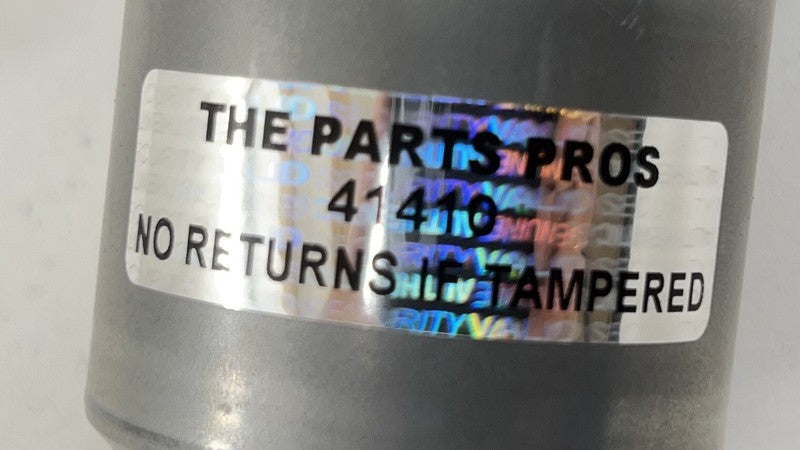 THE PARTS PROS
41410
NO RETURNS IF TAMPERED